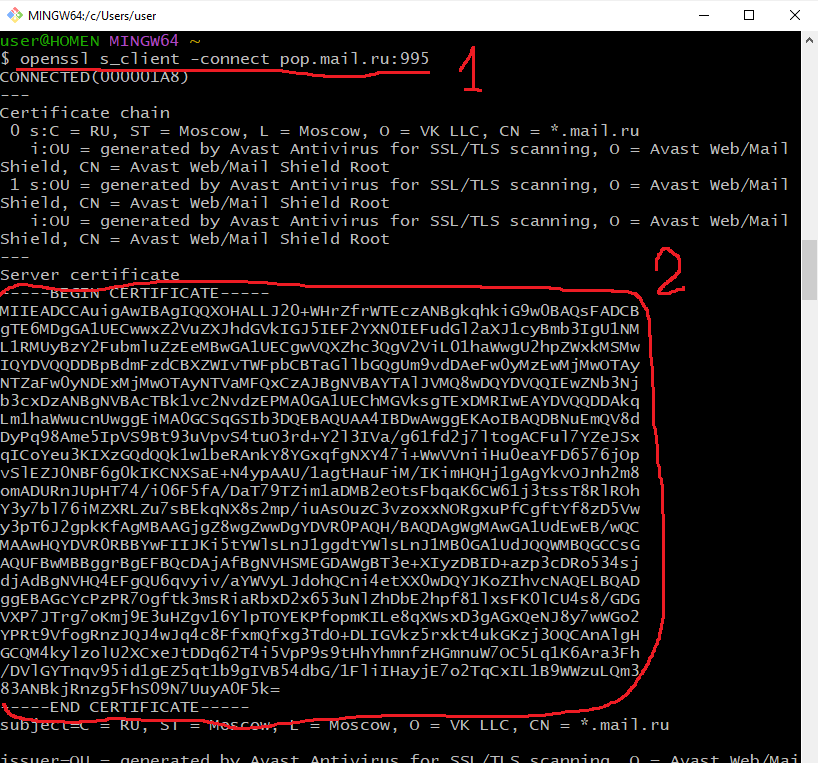 MINGW64:/c/Users/user
user@HOMEN MINGW64 ~
$ openssl s_client -connect pop.mail.ru:995
1
CONNECTED(000001A8)
---
Certificate chain
 0 s:C = RU, ST = Moscow, L = Moscow, O = VK LLC, CN = *.mail.ru
   i:OU = generated by Avast Antivirus for SSL/TLS scanning, O = Avast Web/Mail
Shield, CN = Avast Web/Mail Shield Root
 1 s:OU = generated by Avast Antivirus for SSL/TLS scanning, O = Avast Web/Mail
Shield, CN = Avast Web/Mail Shield Root
   i:OU = generated by Avast Antivirus for SSL/TLS scanning, O = Avast Web/Mail
Shield, CN = Avast Web/Mail Shield Root
---
Server certificate
2
-----BEGIN CERTIFICATE-----
MIIEADCCAuigAwIBAgIQQXOHALLJ20+WHrZfrWTEczANBgkqhkiG9w0BAQsFADCB
gTE6MDgGA1UECwwxZ2VuZXJhdGVkIGJ5IEF2YXN0IEFudGl2aXJ1cyBmb3IgU1NM
L1RMUyBzY2FubmluZzEeMBwGA1UECgwVQXZhc3QgV2ViL01haWwgU2hpZWxkMSMw
IQYDVQQDDBpBdmFzdCBXZWIvTWFpbCBTaGllbGQgUm9vdDAeFw0yMzEwMjMwOTAy
NTZaFw0yNDExMjMwOTAyNTVaMFQxCzAJBgNVBAYTAlJVMQ8wDQYDVQQIEwZNb3Nj
b3cxDzANBgNVBAcTBk1vc2NvdzEPMA0GA1UEChMGVksgTExDMRIwEAYDVQQDDAkq
Lm1haWwucnUwggEiMA0GCSqGSIb3DQEBAQUAA4IBDwAwggEKAoIBAQDBNuEmQV8d
DyPq98Ame5IpVS9Bt93uVpvS4tuO3rd+Y2l3IVa/g61fd2j7ltogACFul7YZeJSx
qICoYeu3KIXzGQdQQk1w1beRAnkY8YGxqfgNXY47i+WwVVniiHu0eaYFD6576jOp
vSlEZJ0NBF6g0kIKCNXSaE+N4ypAAU/1agtHauFiM/IKimHQHj1gAgYkvOJnh2m8
omADURnJUpHT74/i06F5fA/DaT79TZim1aDMB2eOtsFbqaK6CW61j3tssT8RlROh
Y3y7bl76iMZXRLZu7sBEkqNX8s2mp/iuAsOuzC3vzoxxNORgxuPfCgftYf8zD5Vw
y3pT6J2gpkKfAgMBAAGjgZ8wgZwwDgYDVR0PAQH/BAQDAgWgMAwGA1UdEwEB/wQC
MAAwHQYDVR0RBBYwFIIJKi5tYWlsLnJ1ggdtYWlsLnJ1MB0GA1UdJQQWMBQGCCsG
AQUFBwMBBggrBgEFBQcDAjAfBgNVHSMEGDAWgBT3e+XIyzDBID+azp3cDRo534sj
djAdBgNVHQ4EFgQU6qvyiv/aYWVyLJdohQCni4etXX0wDQYJKoZIhvcNAQELBQAD
ggEBAGcYcPzPR7Ogftk3msRiaRbxD2x653uNlZhDbE2hpf81lxsFKOlCU4s8/GDG
VXP7JTrg7oKmj9E3uHZgv16YlpTOYEKPfopmKILe8qXWsxD3gAGxQeNJ8y7wWGo2
YPRt9VfogRnzJQJ4wJq4c8FfxmQfxg3TdO+DLIGVkz5rxkt4ukGKzj3OQCAnAlgH
GCQM4kylzolU2XCxeJtDDq62T4i5VpP9s9tHhYhmnfzHGmnuW7OC5Lq1K6Ara3Fh
/DVlGYTnqv95id1gEZ5qt1b9gIVB54dbG/1FliIHayjE7o2TqCxIL1B9WWzuLQm3
83ANBkjRnzg5FhS09N7UuyA0F5k=
-----END CERTIFICATE-----
subject=C = RU, ST = Moscow, L = Moscow, O = VK LLC, CN = *.mail.ru
issuer=OU = generated by Avast Antivirus for SSL/TLS scanning, O = Avast Web/Mai